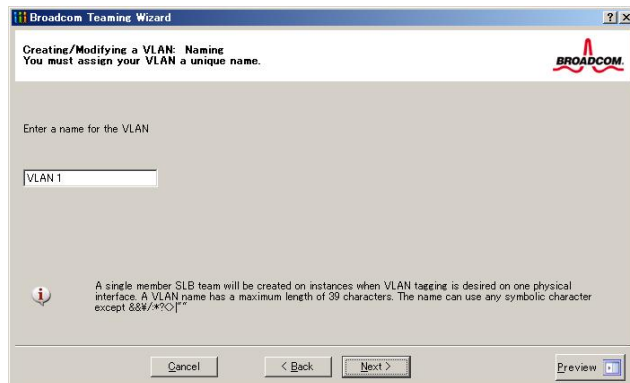 Broadcom Teaming Wizard
Creating/Modifying a VLAN: Naming
You must assign your VLAN a unique name.
BROADCOM.
Enter a name for the VLAN
VLAN 1
A single member SLB team will be created on instances when VLAN tagging is desired on one physical
interface. A VLAN name has a maximum length of 39 characters. The name can use any symbolic character
except &&¥/:*?<>|""
Cancel
< Back
Next >
Preview